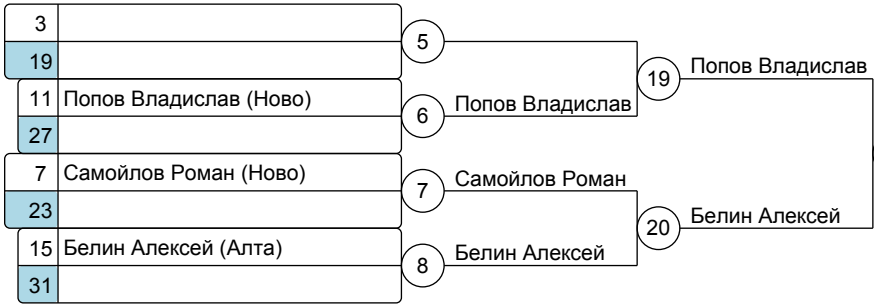 3
19
5
11 Попов Владислав (Ново)
27
6 Попов Владислав
19 Попов Владислав
7 Самойлов Роман (Ново)
23
7 Самойлов Роман
15 Белин Алексей (Алта)
31
8 Белин Алексей
20 Белин Алексей